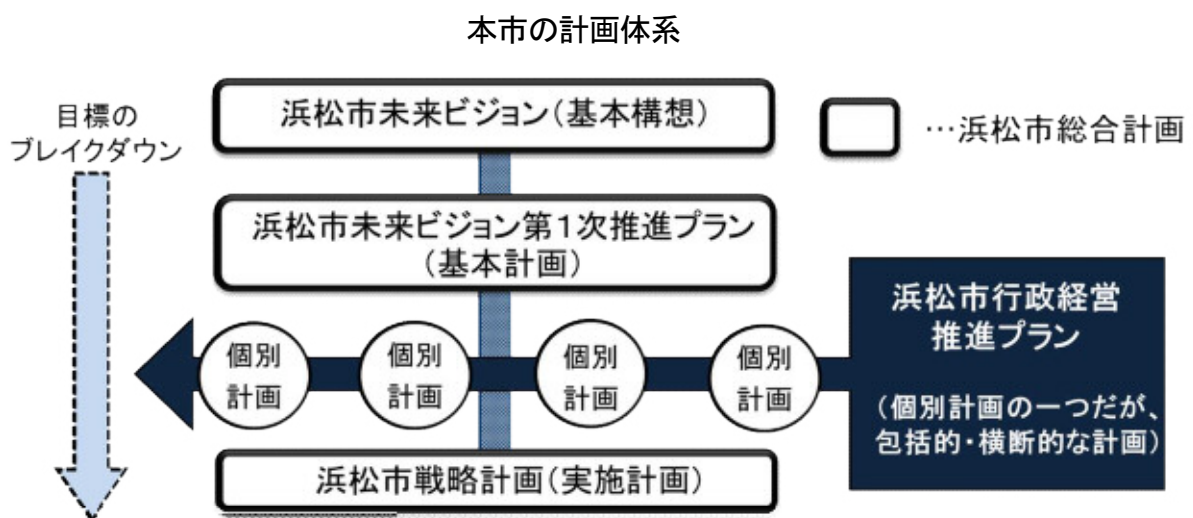 本市の計画体系
目標の
ブレイクダウン
浜松市未来ビジョン(基本構想)
…浜松市総合計画
浜松市未来ビジョン第1次推進プラン
(基本計画)
個別
計画
個別
計画
個別
計画
個別
計画
浜松市行政経営
推進プラン
(個別計画の一つだが、
包括的・横断的な計画)
浜松市戦略計画(実施計画)